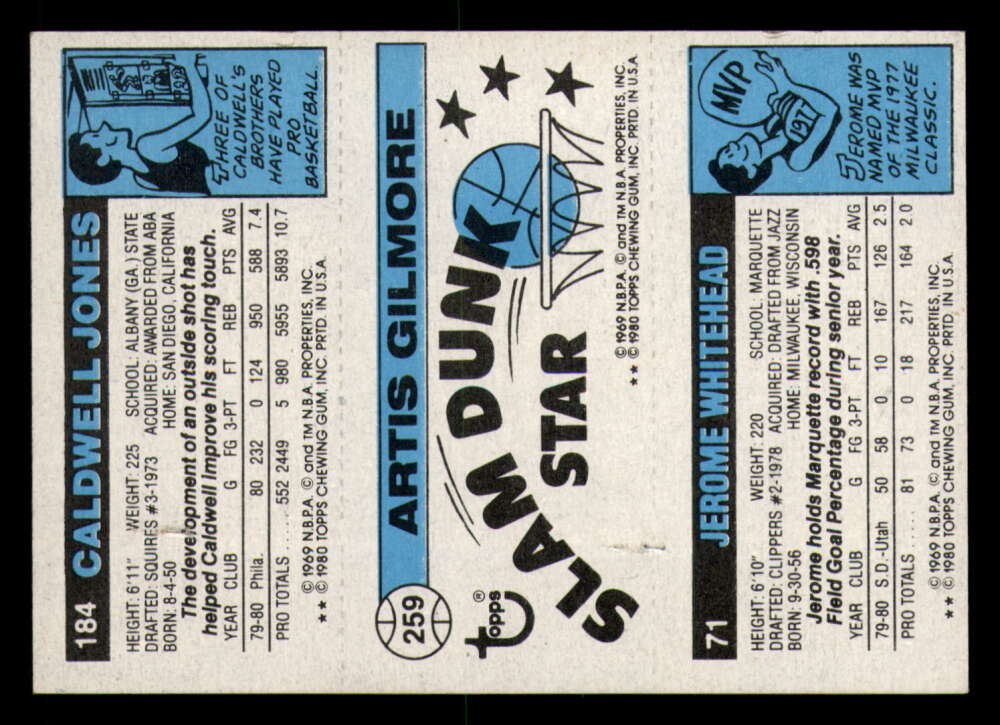 184 CALDWELL JONES
HEIGHT: 6'11" WEIGHT: 225 SCHOOL: ALBANY (GA.) STATE
DRAFTED: SQUIRES #3-1973 ACQUIRED: AWARDED FROM ABA
BORN: 8-4-50 HOME: SAN DIEGO, CALIFORNIA
The development of an outside shot has
helped Caldwell improve his scoring touch.
YEAR CLUB G FG 3-PT FT REB PTS AVG
79-80 Phila. 80 232 0 124 950 588 7.4
PRO TOTALS ..... 552 2449 5 980 5955 5893 10.7
© 1969 N.B.P.A. © and TM N.B.A. PROPERTIES, INC.
★★ © 1980 TOPPS CHEWING GUM, INC. PRTD. IN U.S.A.
THREE OF
CALDWELL'S
BROTHERS
HAVE PLAYED
PRO
BASKETBALL.
259 ARTIS GILMORE
Topps®
SLAM DUNK
STAR
© 1969 N.B.P.A. © and TM N.B.A. PROPERTIES, INC.
★★ © 1980 TOPPS CHEWING GUM, INC. PRTD. IN U.S.A.
71 JEROME WHITEHEAD
HEIGHT: 6'10" WEIGHT: 220 SCHOOL: MARQUETTE
DRAFTED: CLIPPERS #2-1978 ACQUIRED: DRAFTED FROM JAZZ
BORN: 9-30-56 HOME: MILWAUKEE, WISCONSIN
Jerome holds Marquette record with .598
Field Goal Percentage during senior year.
YEAR CLUB G FG 3-PT FT REB PTS AVG
79-80 S.D.-Utah 50 58 0 10 167 126 2.5
PRO TOTALS ..... 81 73 0 18 217 164 2.0
© 1969 N.B.P.A. © and TM N.B.A. PROPERTIES, INC.
★★ © 1980 TOPPS CHEWING GUM, INC. PRTD. IN U.S.A.
MVP
1977
JEROME WAS
NAMED MVP
OF THE 1977
MILWAUKEE
CLASSIC.